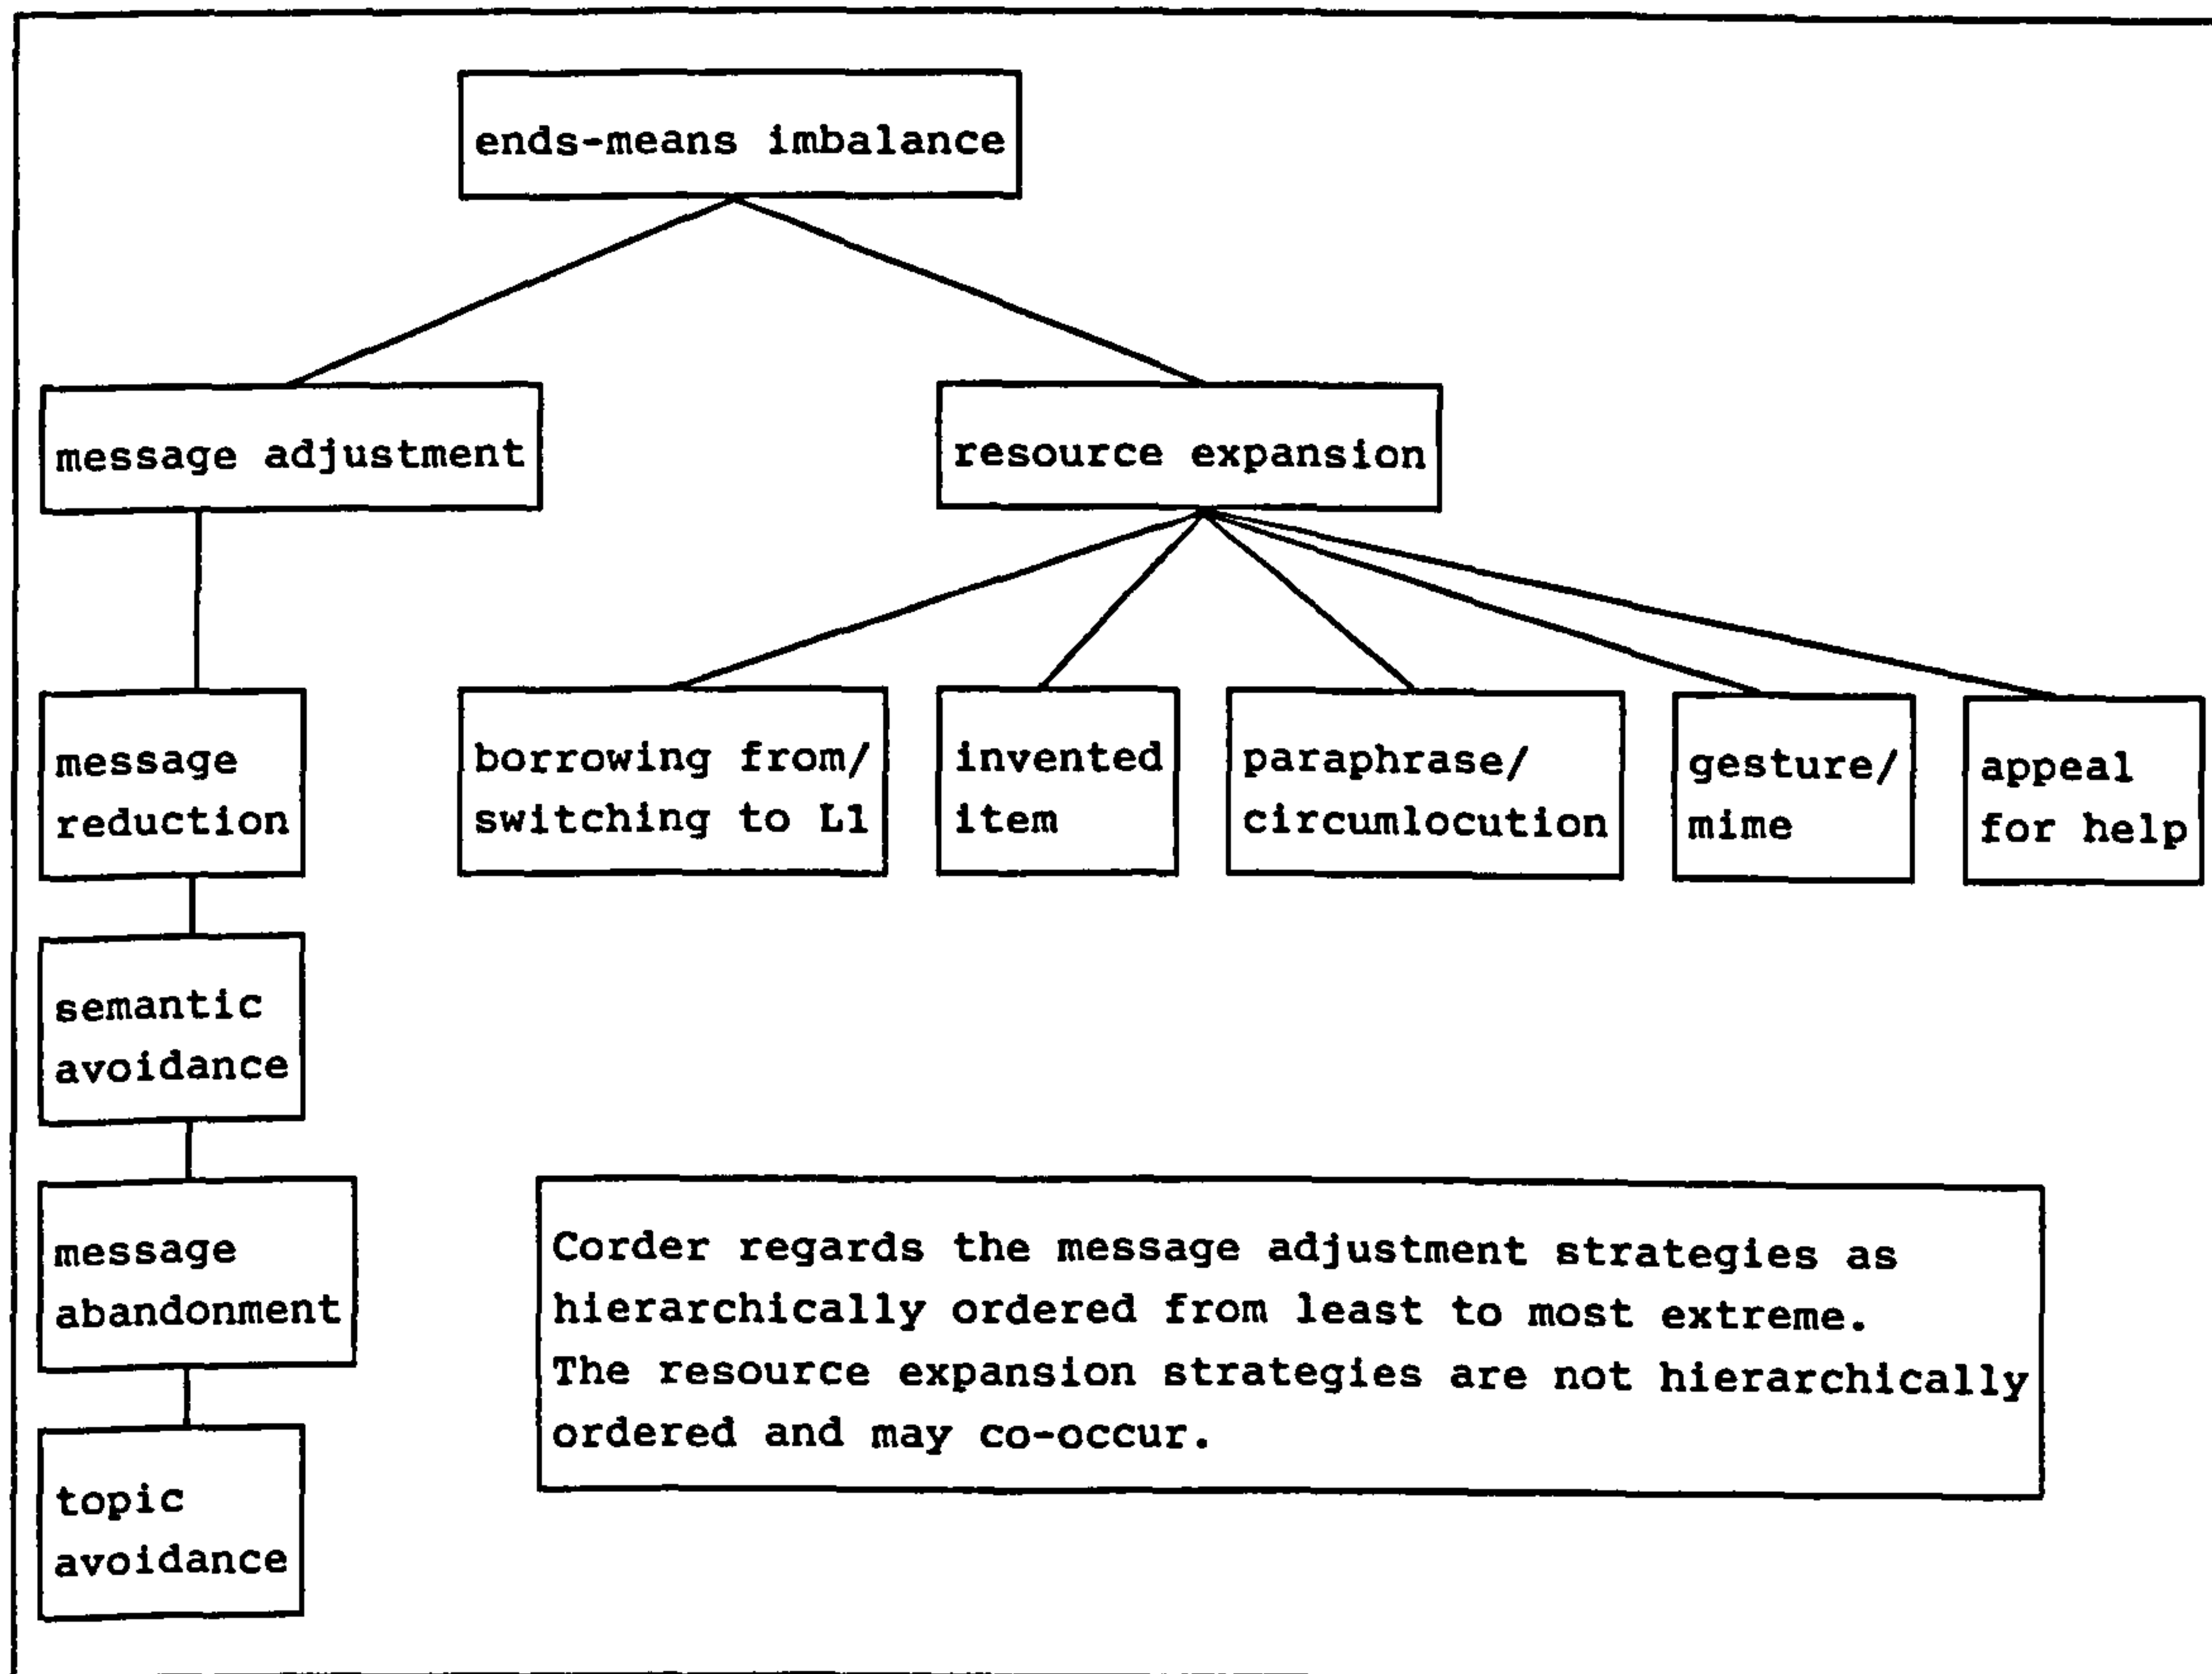 ends-means imbalance
message adjustment
resource expansion
message
reduction
borrowing from/
switching to L1
invented
item
paraphrase/
circumlocution
gesture/
mime
appeal
for help
semantic
avoidance
message
abandonment
topic
avoidance
Corder regards the message adjustment strategies as
hierarchically ordered from least to most extreme.
The resource expansion strategies are not hierarchically
ordered and may co-occur.